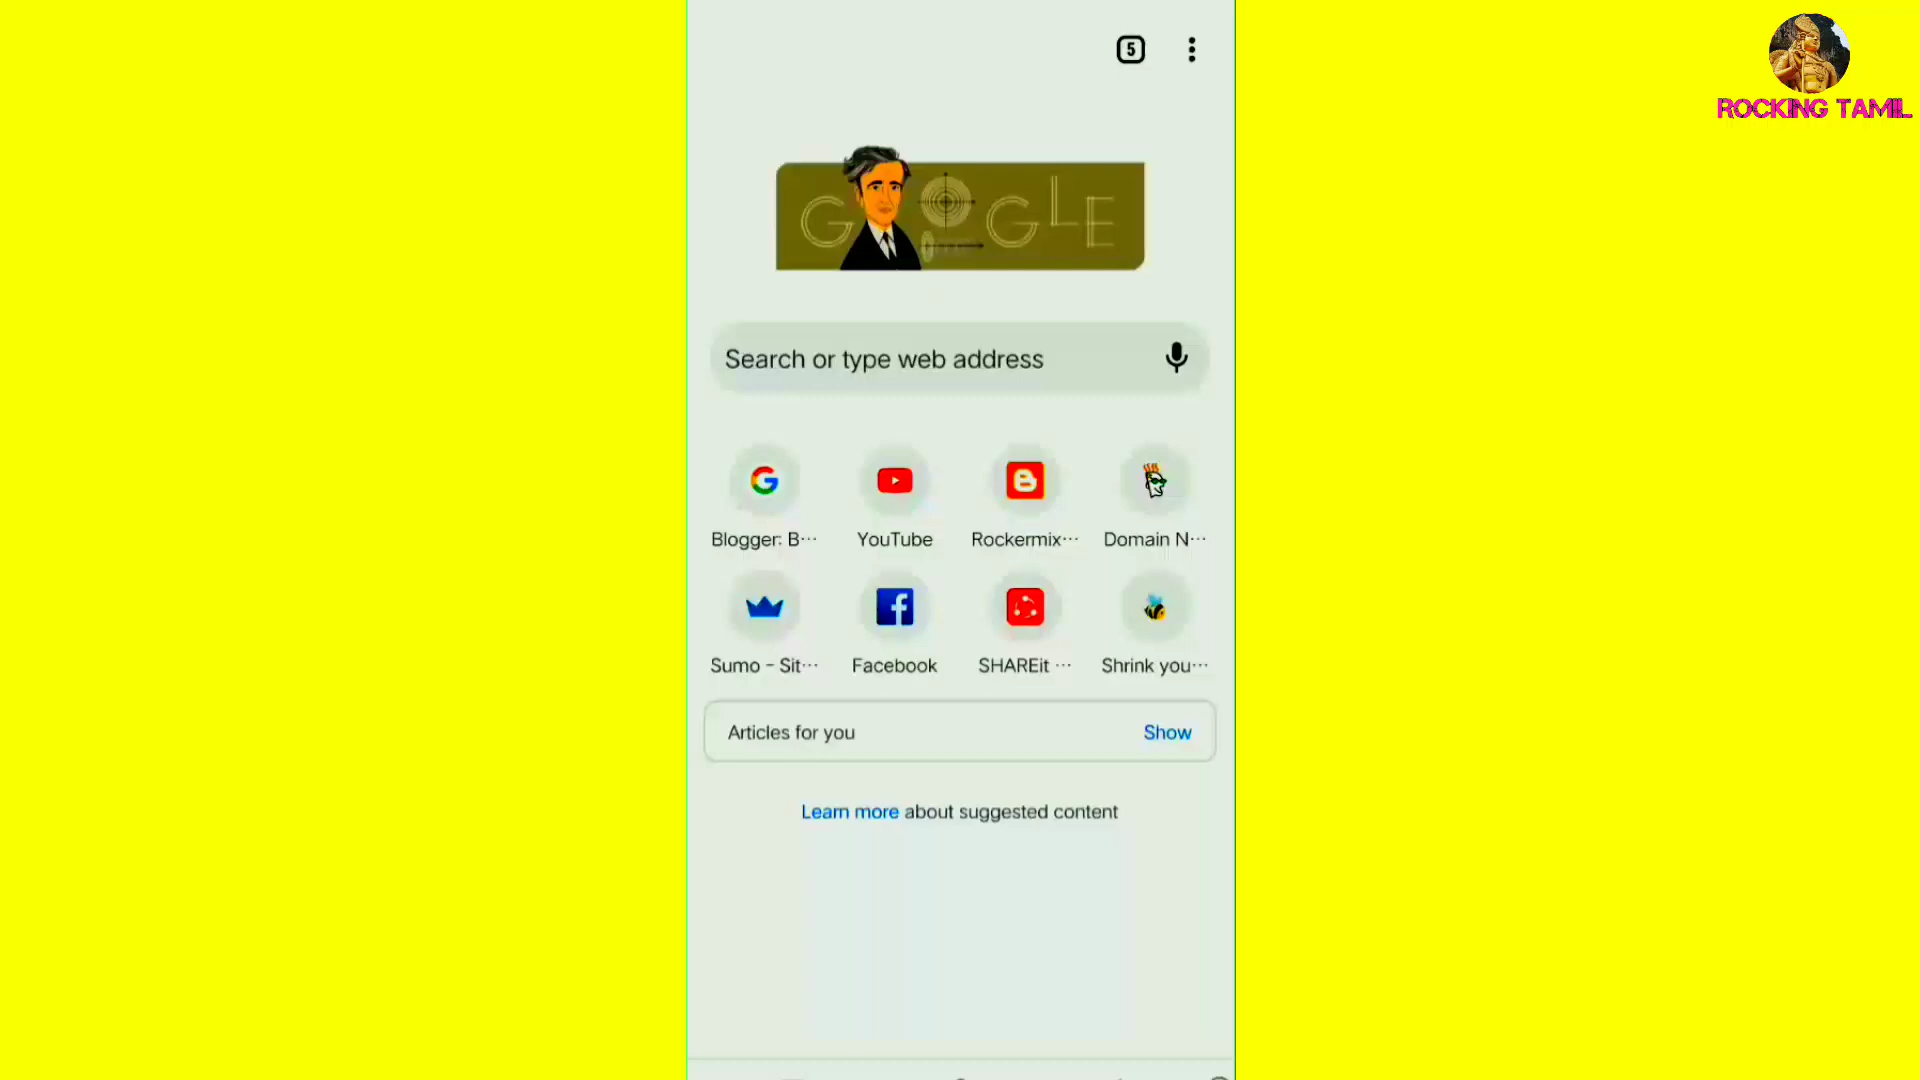 5
ROCKING TAMIL
GOOGLE
Search or type web address
Blogger: B···
YouTube
Rockermix···
Domain N···
Sumo - Sit···
Facebook
SHAREit ···
Shrink you···
Articles for you
Show
Learn more about suggested content